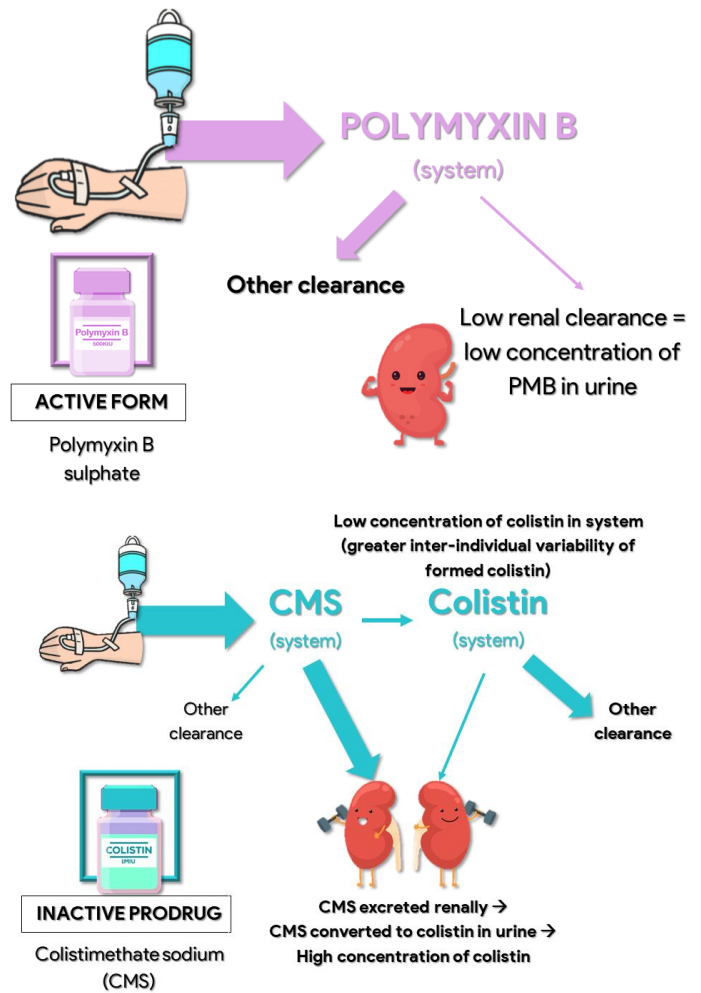 POLYMYXIN B
(system)
Other clearance
Low renal clearance =
low concentration of
PMB in urine
Polymyxin B
500KIU
ACTIVE FORM
Polymyxin B
sulphate
Low concentration of colistin in system
(greater inter-individual variability of
formed colistin)
CMS
(system)
Colistin
(system)
Other
clearance
Other
clearance
COLISTIN
1MIU
INACTIVE PRODRUG
Colistimethate sodium
(CMS)
CMS excreted renally →
CMS converted to colistin in urine →
High concentration of colistin